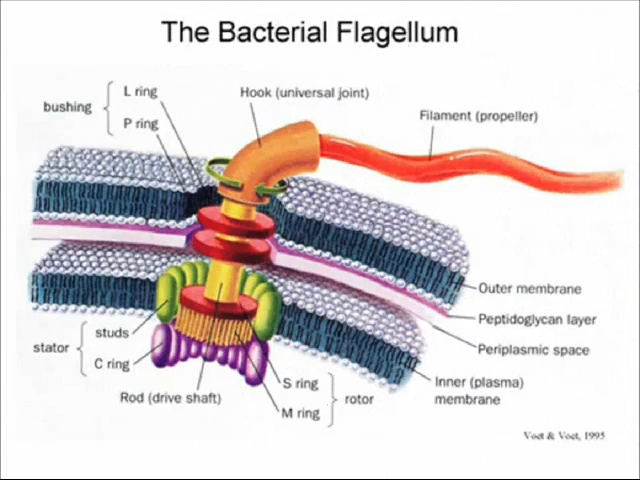 The Bacterial Flagellum
bushing
L ring
P ring
Hook (universal joint)
Filament (propeller)
Outer membrane
Peptidoglycan layer
Periplasmic space
Inner (plasma)
membrane
stator
studs
C ring
Rod (drive shaft)
S ring
M ring
rotor
Voet & Voet, 1995